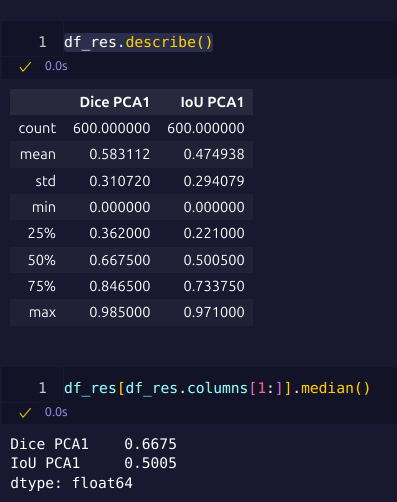 1 df_res.describe()
✓ 0.0s
Dice PCA1 IoU PCA1
count 600.000000 600.000000
mean 0.583112 0.474938
std 0.310720 0.294079
min 0.000000 0.000000
25% 0.362000 0.221000
50% 0.667500 0.500500
75% 0.846500 0.733750
max 0.985000 0.971000
1 df_res[df_res.columns[1:]].median()
✓ 0.0s
Dice PCA1 0.6675
IoU PCA1 0.5005
dtype: float64